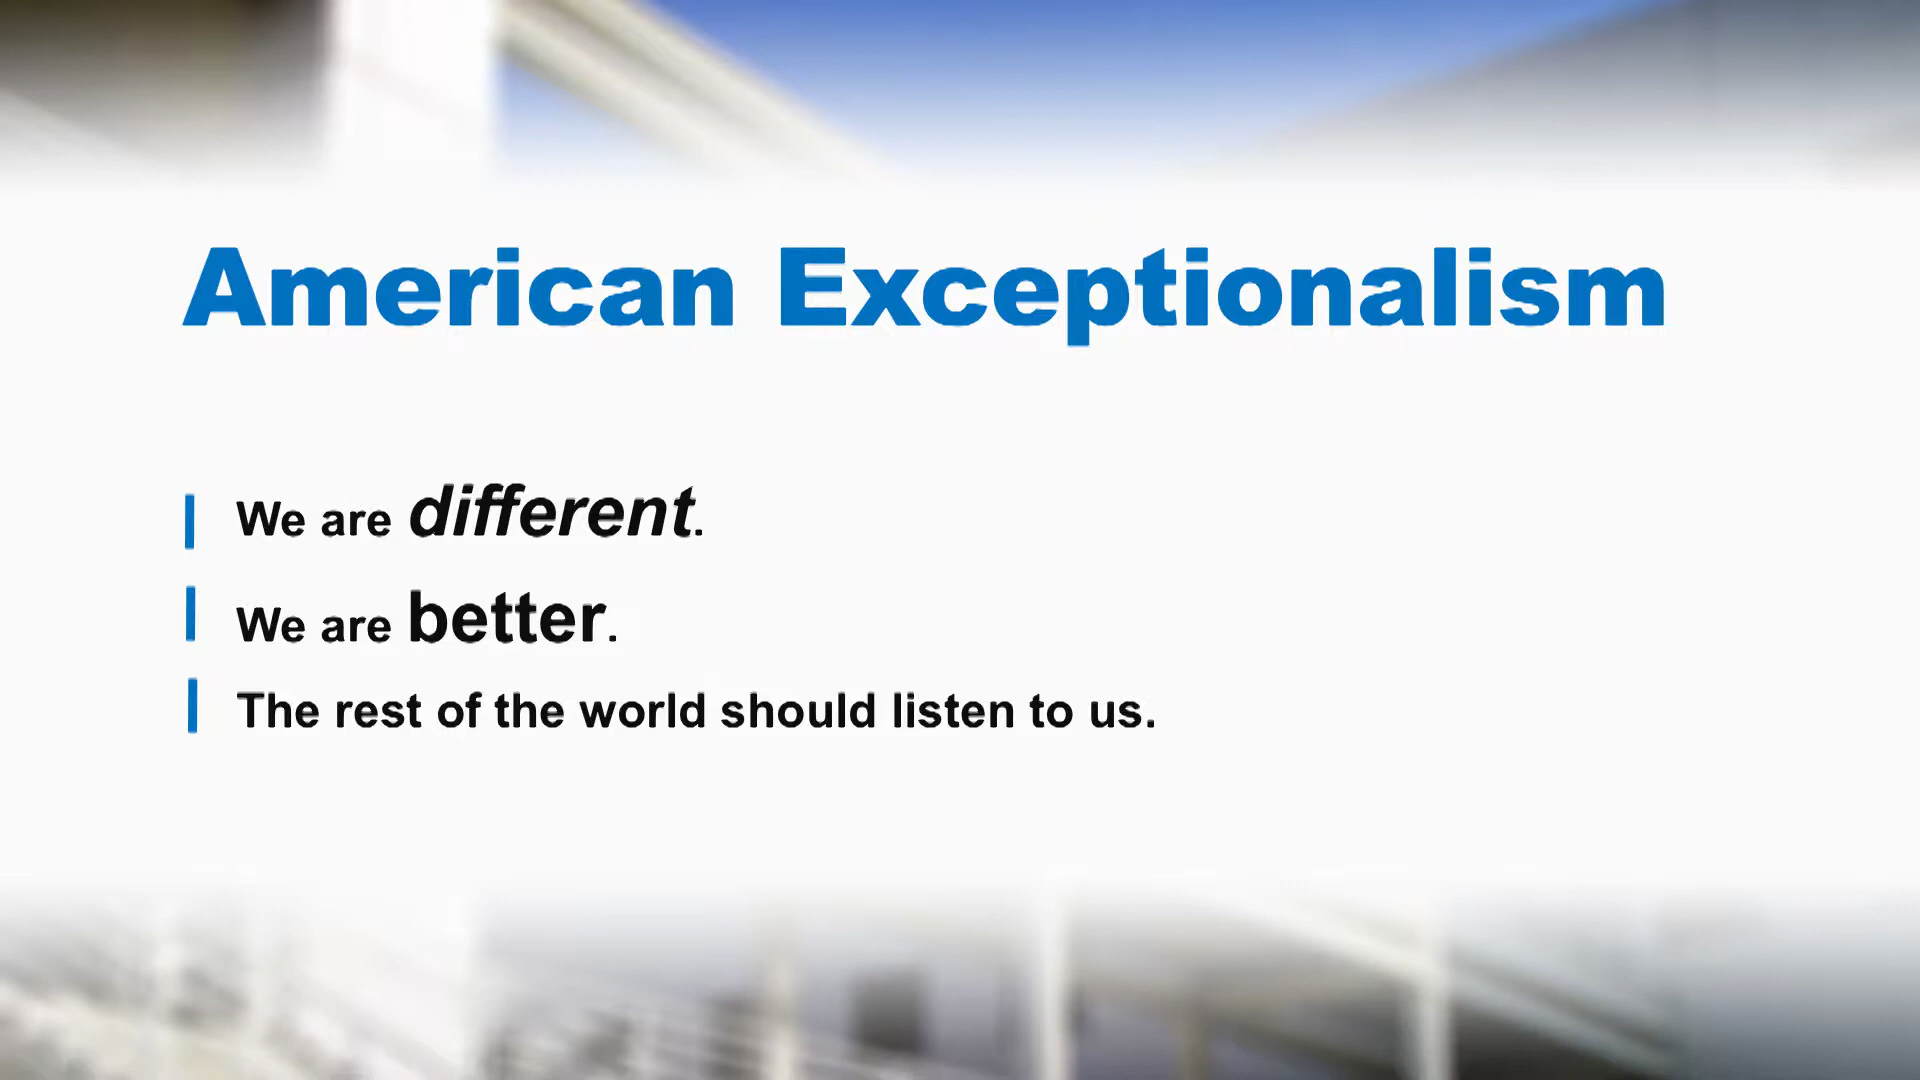 American Exceptionalism
We are different.
We are better.
The rest of the world should listen to us.